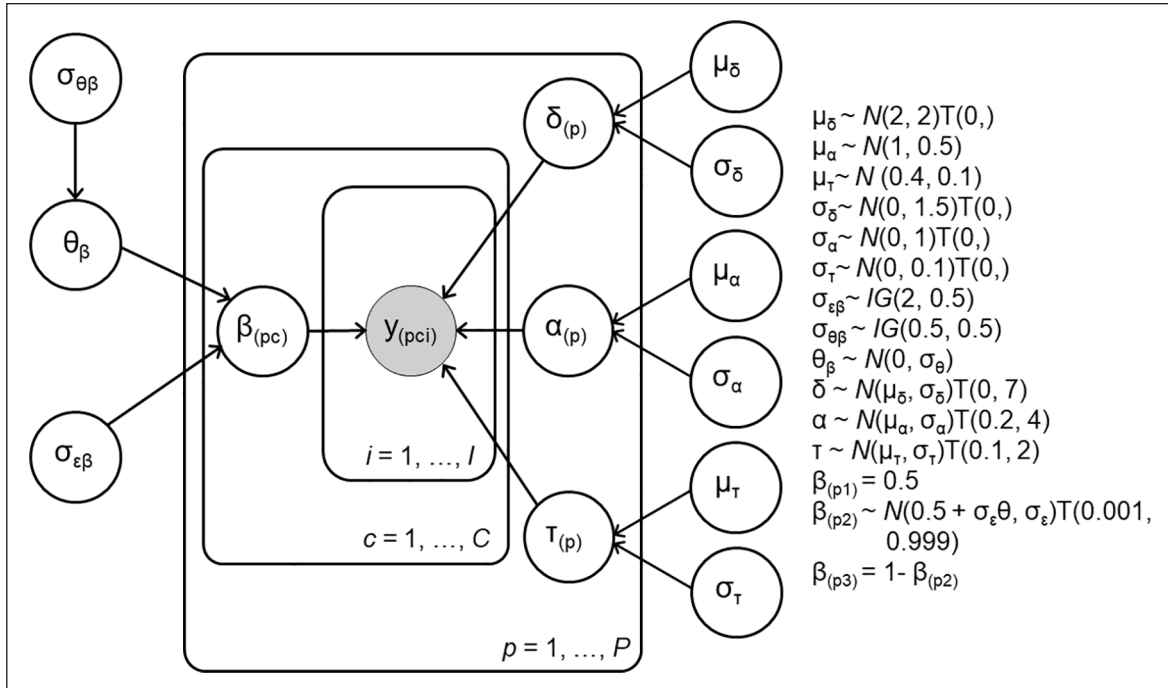 σθβ
θβ
σεβ
β(pc)
y(pci)
δ(p)
α(p)
τ(p)
μδ
σδ
μα
σα
μτ
στ
i = 1, …, I
c = 1, …, C
p = 1, …, P
μδ ~ N(2, 2)T(0,)
μα ~ N(1, 0.5)
μτ ~ N (0.4, 0.1)
σδ ~ N(0, 1.5)T(0,)
σα ~ N(0, 1)T(0,)
στ ~ N(0, 0.1)T(0,)
σεβ ~ IG(2, 0.5)
σθβ ~ IG(0.5, 0.5)
θβ ~ N(0, σθ)
δ ~ N(μδ, σδ)T(0, 7)
α ~ N(μα, σα)T(0.2, 4)
τ ~ N(μτ, στ)T(0.1, 2)
β(p1) = 0.5
β(p2) ~ N(0.5 + σεθ, σε)T(0.001,
0.999)
β(p3) = 1- β(p2)